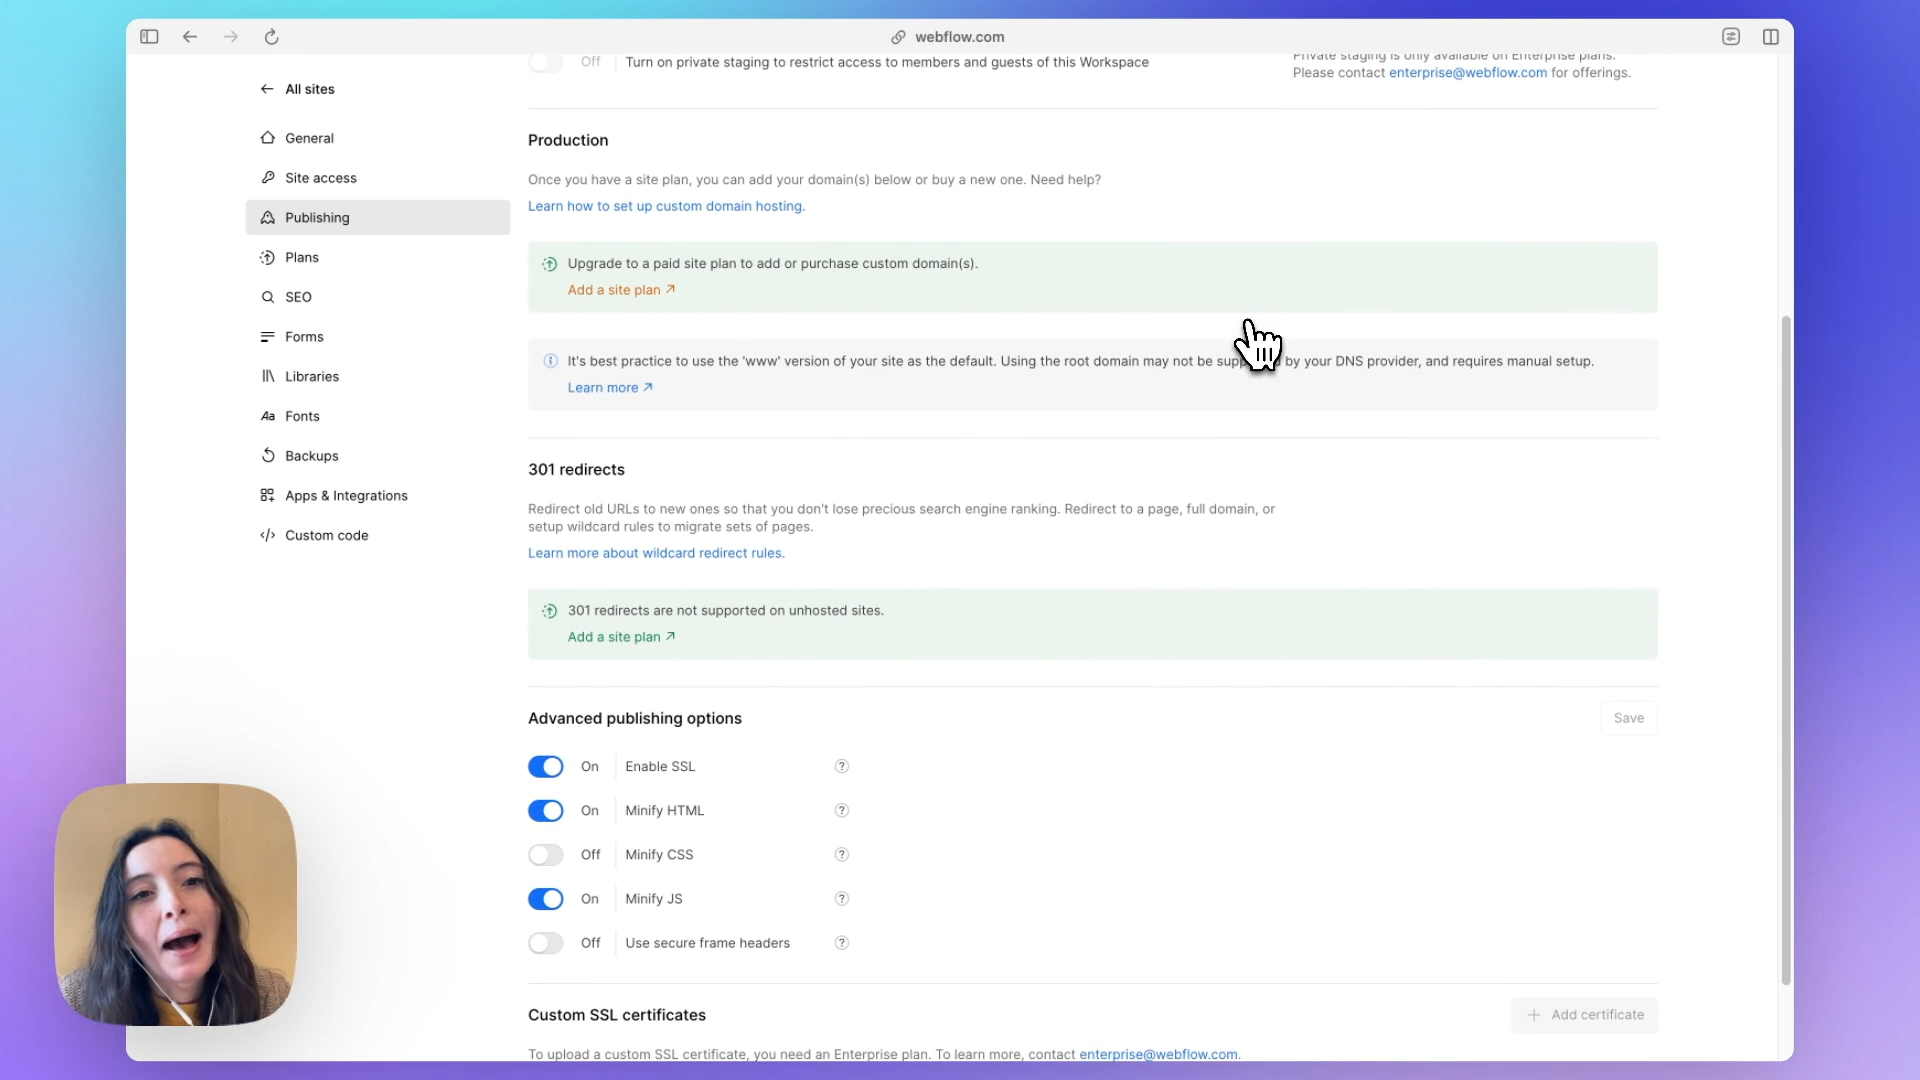 webflow.com
Off
Turn on private staging to restrict access to members and guests of this Workspace
Private staging is only available on Enterprise plans.
Please contact enterprise@webflow.com for offerings.
All sites
General
Site access
Publishing
Plans
SEO
Forms
Libraries
Aa Fonts
Backups
Apps & Integrations
</> Custom code
Production
Once you have a site plan, you can add your domain(s) below or buy a new one. Need help?
Learn how to set up custom domain hosting.
Upgrade to a paid site plan to add or purchase custom domain(s).
Add a site plan ↗
It's best practice to use the 'www' version of your site as the default. Using the root domain may not be by your DNS provider, and requires manual setup.
Learn more ↗
301 redirects
Redirect old URLs to new ones so that you don't lose precious search engine ranking. Redirect to a page, full domain, or
setup wildcard rules to migrate sets of pages.
Learn more about wildcard redirect rules.
301 redirects are not supported on unhosted sites.
Add a site plan ↗
Advanced publishing options
Save
On Enable SSL ?
On Minify HTML ?
Off Minify CSS ?
On Minify JS ?
Off Use secure frame headers ?
Custom SSL certificates
+ Add certificate
To upload a custom SSL certificate, you need an Enterprise plan. To learn more, contact enterprise@webflow.com.